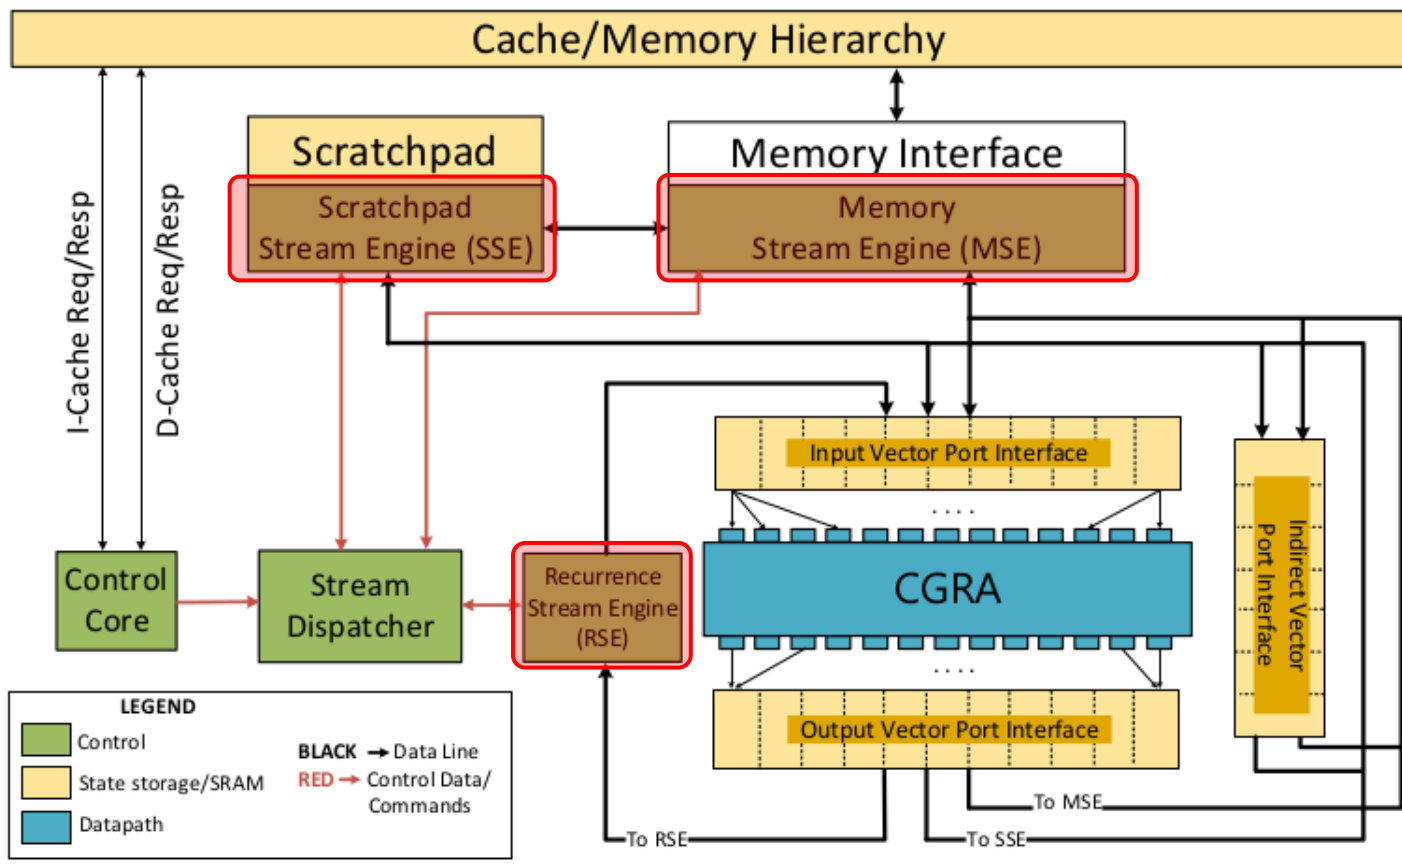 Cache/Memory Hierarchy
I-Cache Req/Resp
D-Cache Req/Resp
Scratchpad
Scratchpad
Stream Engine (SSE)
Memory Interface
Memory
Stream Engine (MSE)
Input Vector Port Interface
. . . .
CGRA
. . . .
Output Vector Port Interface
Indirect Vector
Port Interface
Control
Core
Stream
Dispatcher
Recurrence
Stream Engine
(RSE)
To MSE
To RSE
To SSE
LEGEND
Control
State storage/SRAM
Datapath
BLACK → Data Line
RED → Control Data/
Commands